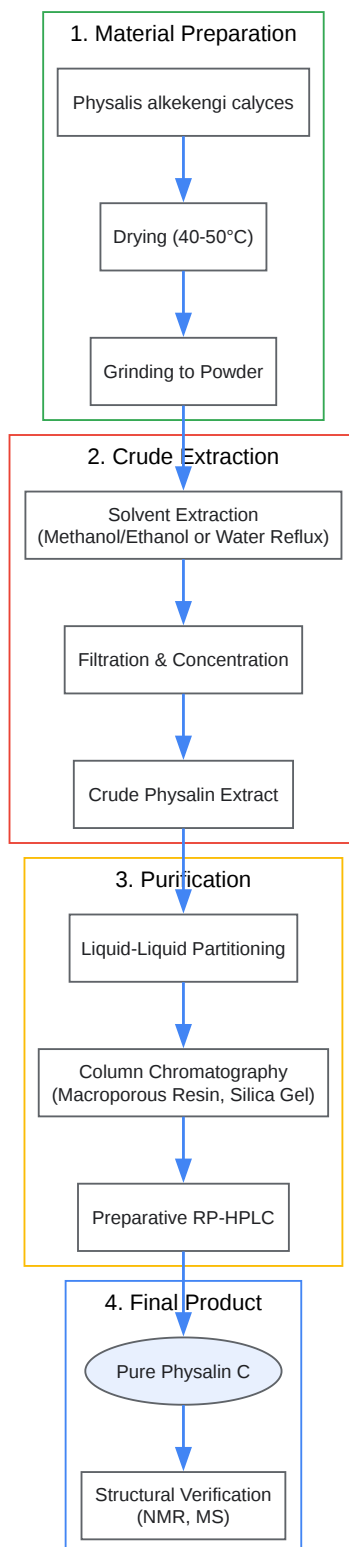 1. Material Preparation
Physalis alkekengi calyces
Drying (40-50°C)
Grinding to Powder
2. Crude Extraction
Solvent Extraction
(Methanol/Ethanol or Water Reflux)
Filtration & Concentration
Crude Physalin Extract
3. Purification
Liquid-Liquid Partitioning
Column Chromatography
(Macroporous Resin, Silica Gel)
Preparative RP-HPLC
4. Final Product
Pure Physalin C
Structural Verification
(NMR, MS)